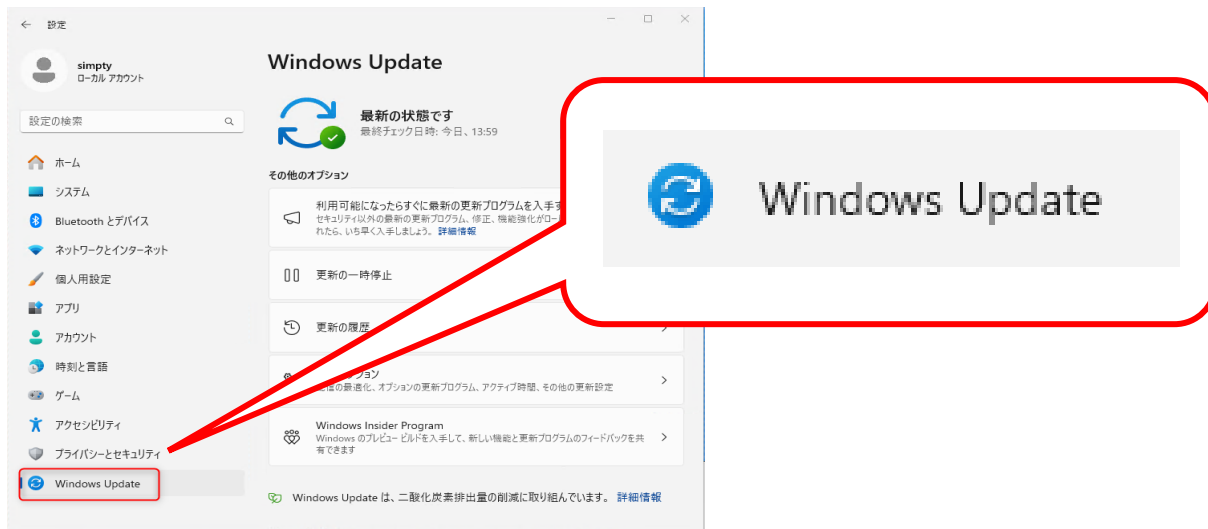 設定
simpty
ローカル アカウント
設定の検索
ホーム
システム
Bluetooth とデバイス
ネットワークとインターネット
個人用設定
アプリ
アカウント
時刻と言語
ゲーム
アクセシビリティ
プライバシーとセキュリティ
Windows Update
Windows Update
最新の状態です
最終チェック日時: 今日、13:59
その他のオプション
利用可能になったらすぐに最新の更新プログラムを入手す
セキュリティ以外の最新の更新プログラム、修正、機能強化がロー
れたら、いち早く入手しましょう。 詳細情報
更新の一時停止
更新の履歴
の最適化、オプションの更新プログラム、アクティブ時間、その他の更新設定
Windows Insider Program
Windows のプレビュー ビルドを入手して、新しい機能と更新プログラムのフィードバックを共
有できます
Windows Update は、二酸化炭素排出量の削減に取り組んでいます。 詳細情報
Windows Update